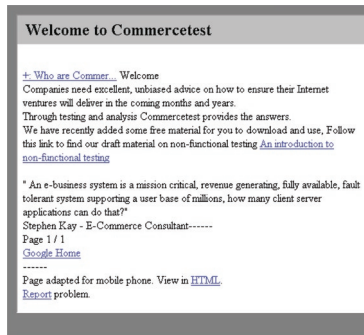 Welcome to Commercetest
+: Who are Commer... Welcome
Companies need excellent, unbiased advice on how to ensure their Internet
ventures will deliver in the coming months and years.
Through testing and analysis Commercetest provides the answers.
We have recently added some free material for you to download and use, Follow
this link to find our draft material on non-functional testing An introduction to
non-functional testing
" An e-business system is a mission critical, revenue generating, fully available, fault
tolerant system supporting a user base of millions, how many client server
applications can do that?"
Stephen Kay - E-Commerce Consultant------
Page 1 / 1
Google Home
------
Page adapted for mobile phone. View in HTML.
Report problem.